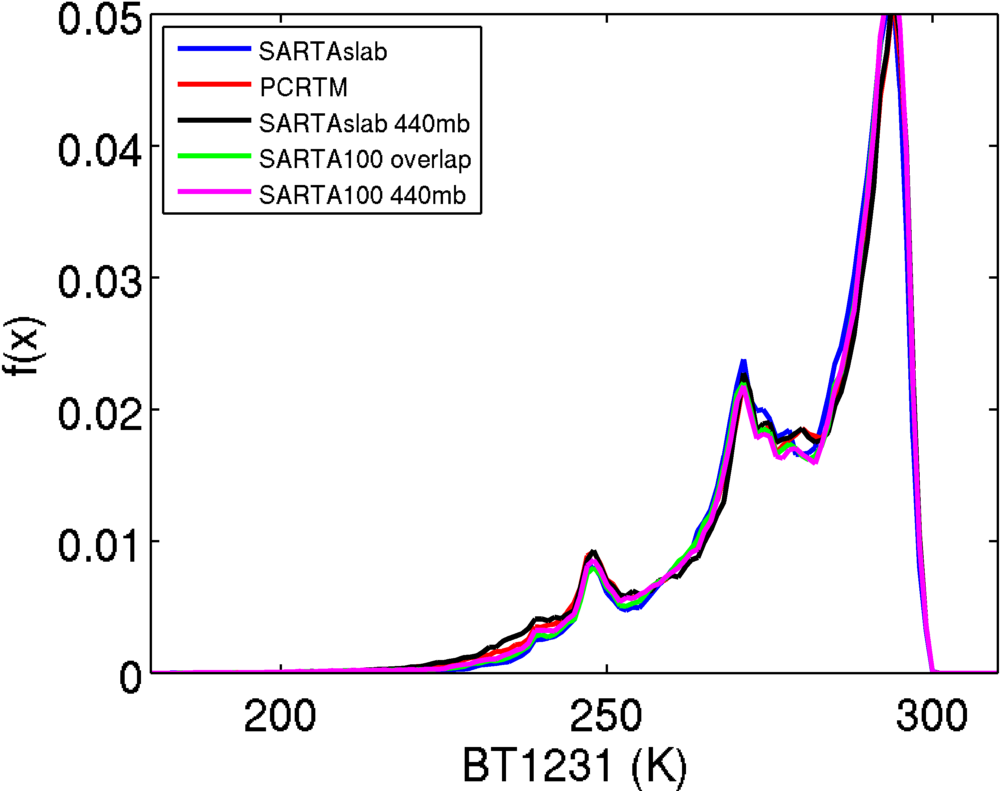 0.05
0.04
0.03
0.02
0.01
0
f(x)
SARTAslab
PCRTM
SARTAslab 440mb
SARTA100 overlap
SARTA100 440mb
200 250 300
BT1231 (K)